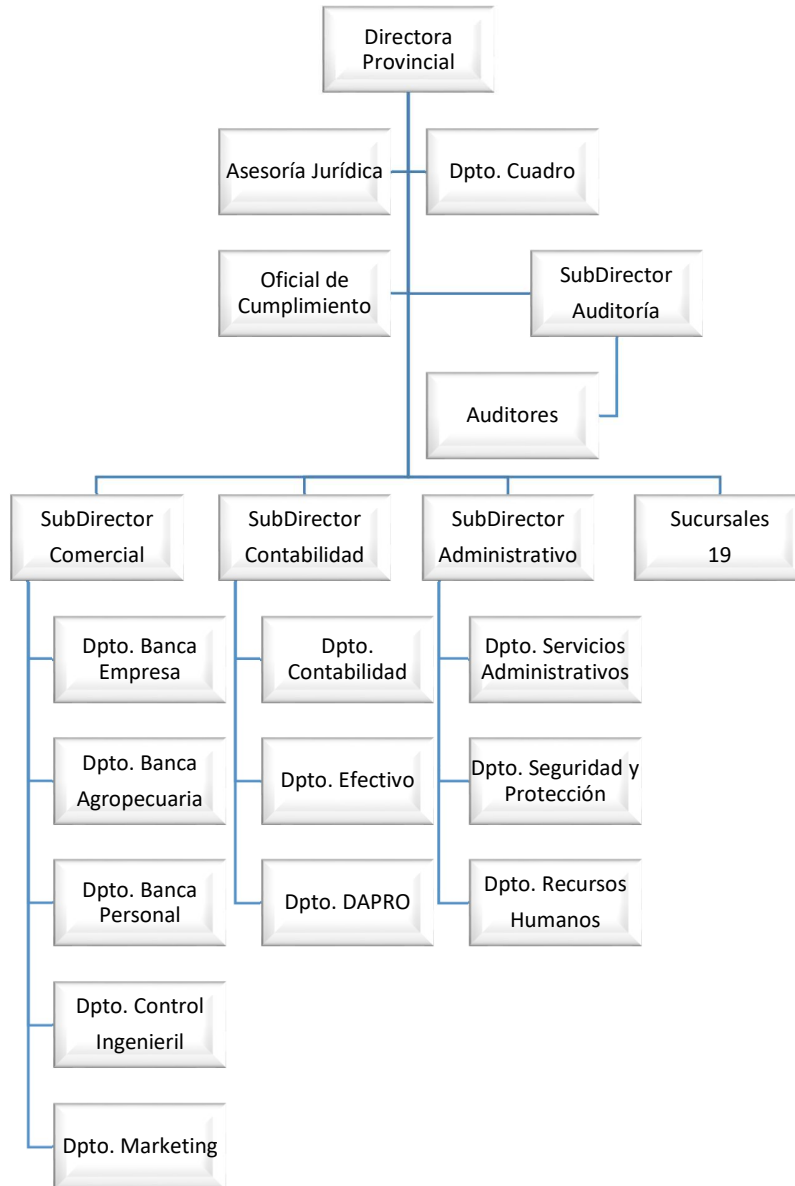 Directora
Provincial
Asesoría Jurídica
Dpto. Cuadro
Oficial de
Cumplimiento
SubDirector
Auditoría
Auditores
SubDirector
Comercial
SubDirector
Contabilidad
SubDirector
Administrativo
Sucursales
19
Dpto. Banca
Empresa
Dpto.
Contabilidad
Dpto. Servicios
Administrativos
Dpto. Banca
Agropecuaria
Dpto. Efectivo
Dpto. Seguridad y
Protección
Dpto. Banca
Personal
Dpto. DAPRO
Dpto. Recursos
Humanos
Dpto. Control
Ingenieril
Dpto. Marketing